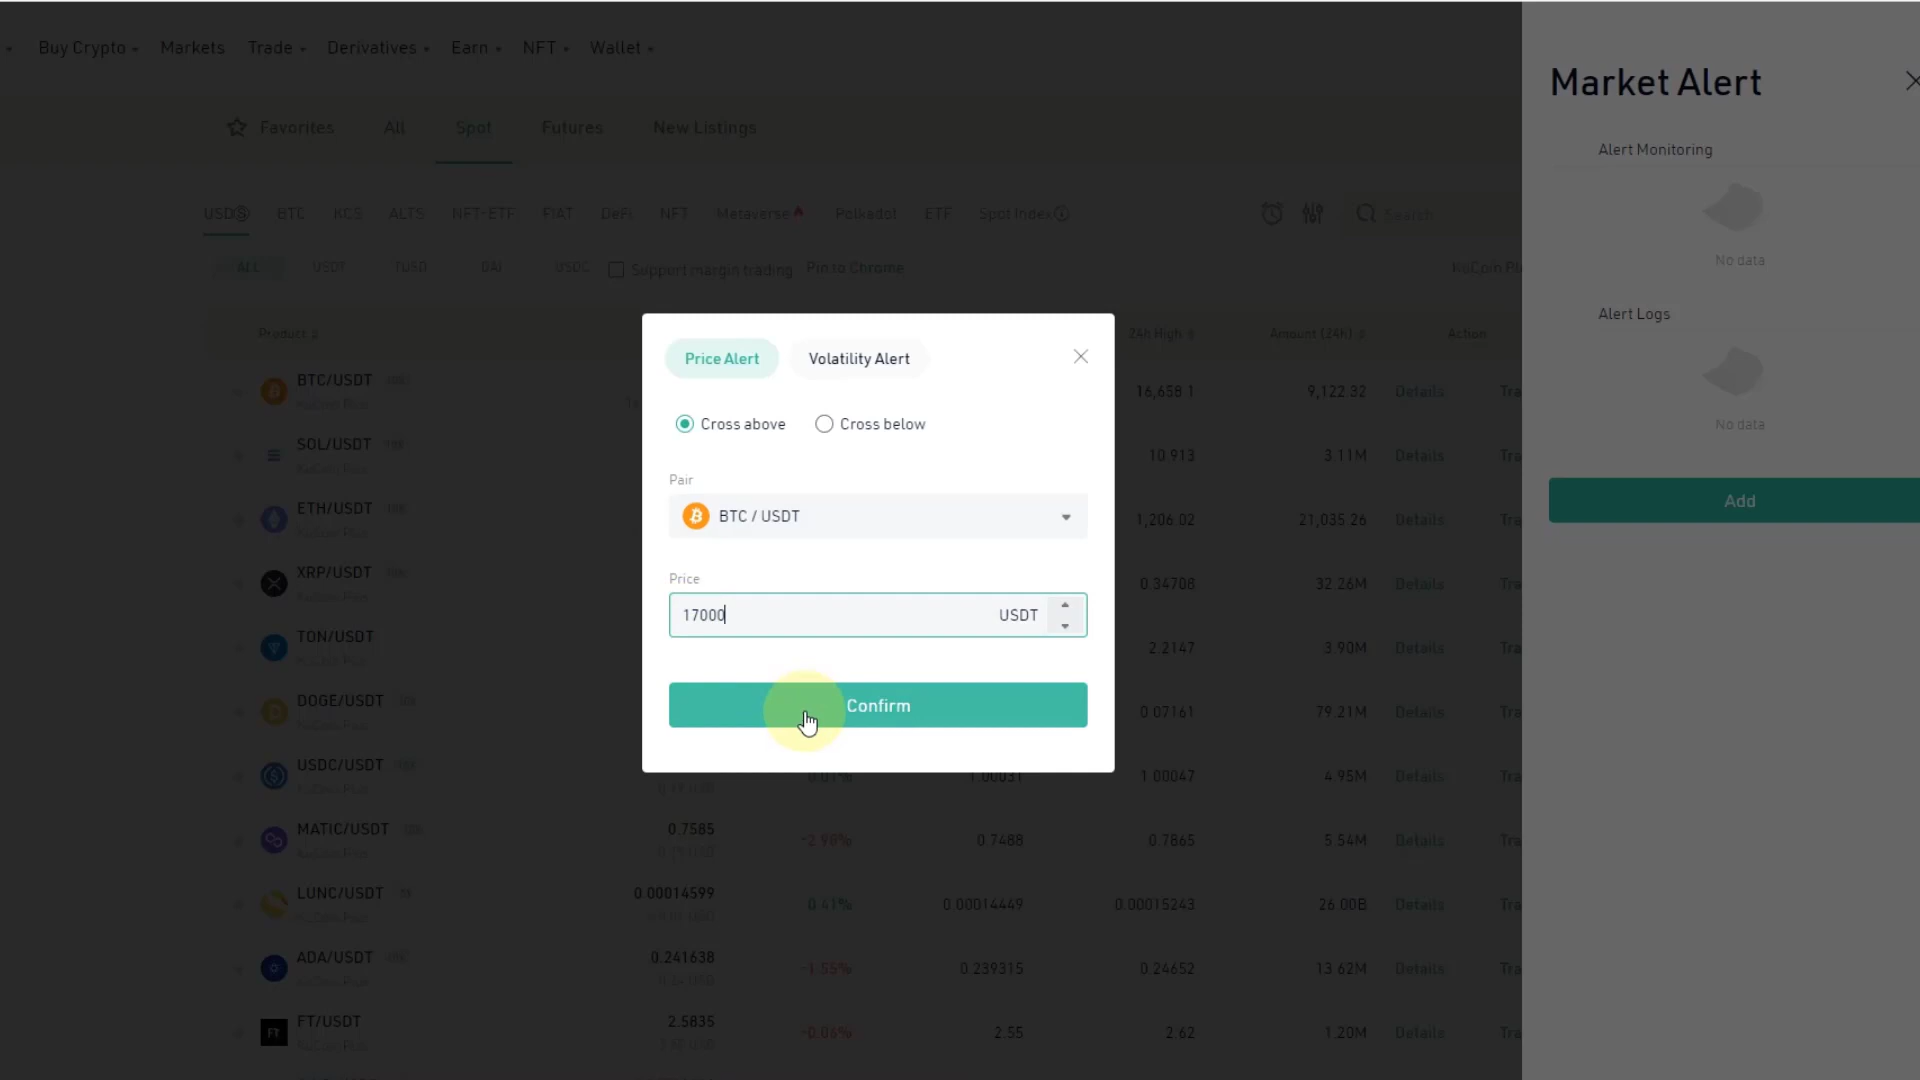 Buy Crypto Markets Trade Derivatives Earn NFT Wallet
Favorites All Spot Futures New Listings
USDⓈ BTC KCS ALTS NFT-ETF FIAT DeFi NFT Metaverse Polkadot ETF Spot Index Search
ALL USDT TUSD DAI USDC Support margin trading Pin to Chrome KuCoin
Product 24h High Amount (24H) Action
BTC/USDT 16,658.1 9,122.32 Details
SOL/USDT 10.913 3.11M Details
ETH/USDT 1,206.02 21,035.26 Details
XRP/USDT 0.34708 32.26M Details
TON/USDT 2.2147 3.90M Details
DOGE/USDT 0.07161 79.21M Details
USDC/USDT 1.00031 1.00047 4.95M Details
MATIC/USDT 0.7585 -2.90% 0.7488 0.7865 5.54M Details
LUNC/USDT 0.00014599 0.41% 0.00014449 0.00015243 26.00B Details
ADA/USDT 0.241638 -1.55% 0.239315 0.24652 13.62M Details
FT/USDT 2.5835 -0.06% 2.55 2.62 1.20M Details
Price Alert Volatility Alert
Cross above Cross below
Pair
BTC / USDT
Price
17000 USDT
Confirm
Market Alert
Alert Monitoring
No data
Alert Logs
No data
Add